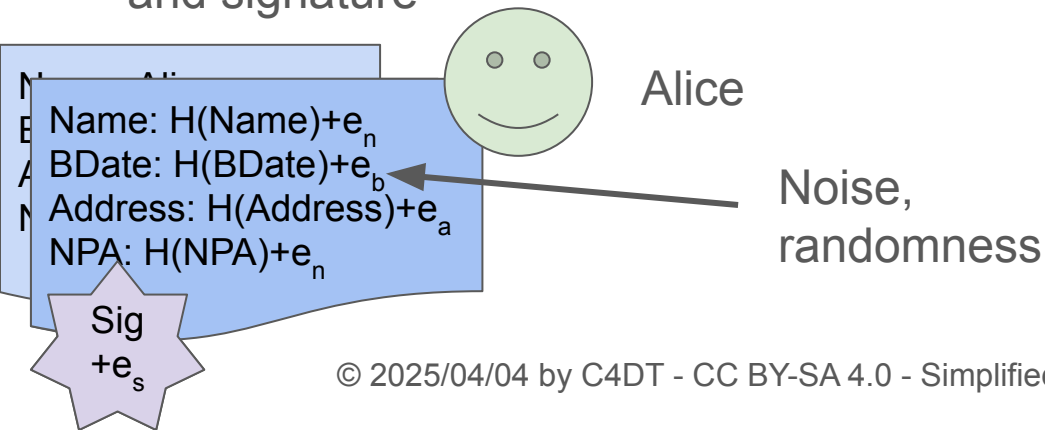 and signature
Alice
Name: H(Name)+eₙ
BDate: H(BDate)+e_b
Address: H(Address)+eₐ
NPA: H(NPA)+eₙ
Noise,
randomness
Sig
+eₛ
© 2025/04/04 by C4DT - CC BY-SA 4.0 - Simplified